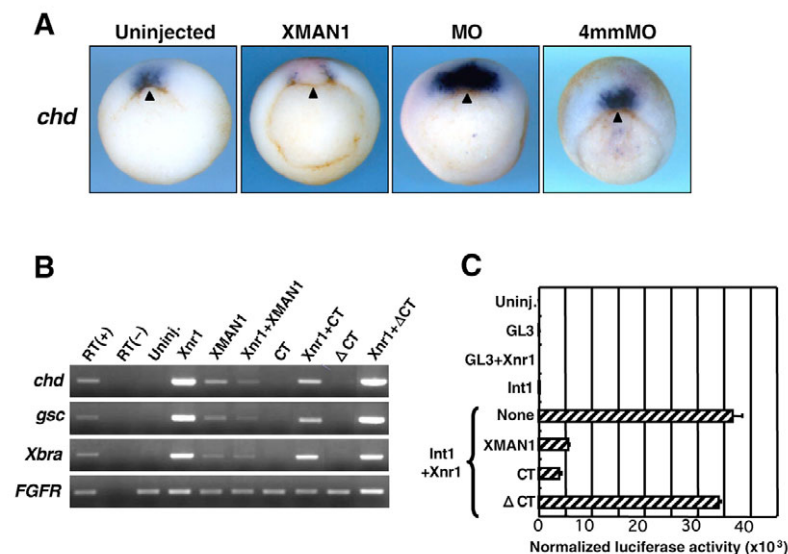 A
Uninjected XMAN1 MO 4mmMO
chd
B
RT(+) RT(−) Uninj. Xnr1 XMAN1 Xnr1+XMAN1 CT Xnr1+CT ΔCT Xnr1+ΔCT
chd
gsc
Xbra
FGFR
C
Uninj.
GL3
GL3+Xnr1
Int1
None
XMAN1
CT
Δ CT
Int1
+Xnr1
0 10 20 30 40
Normalized luciferase activity (x10³)